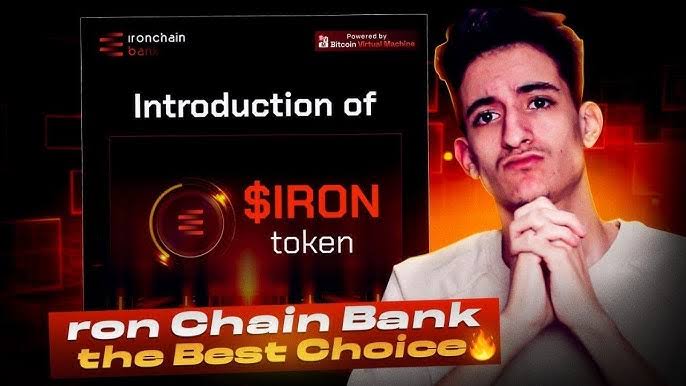 ironchain
bank
Powered by
Bitcoin Virtual Machine
Introduction of
$IRON
token
ron Chain Bank
the Best Choice